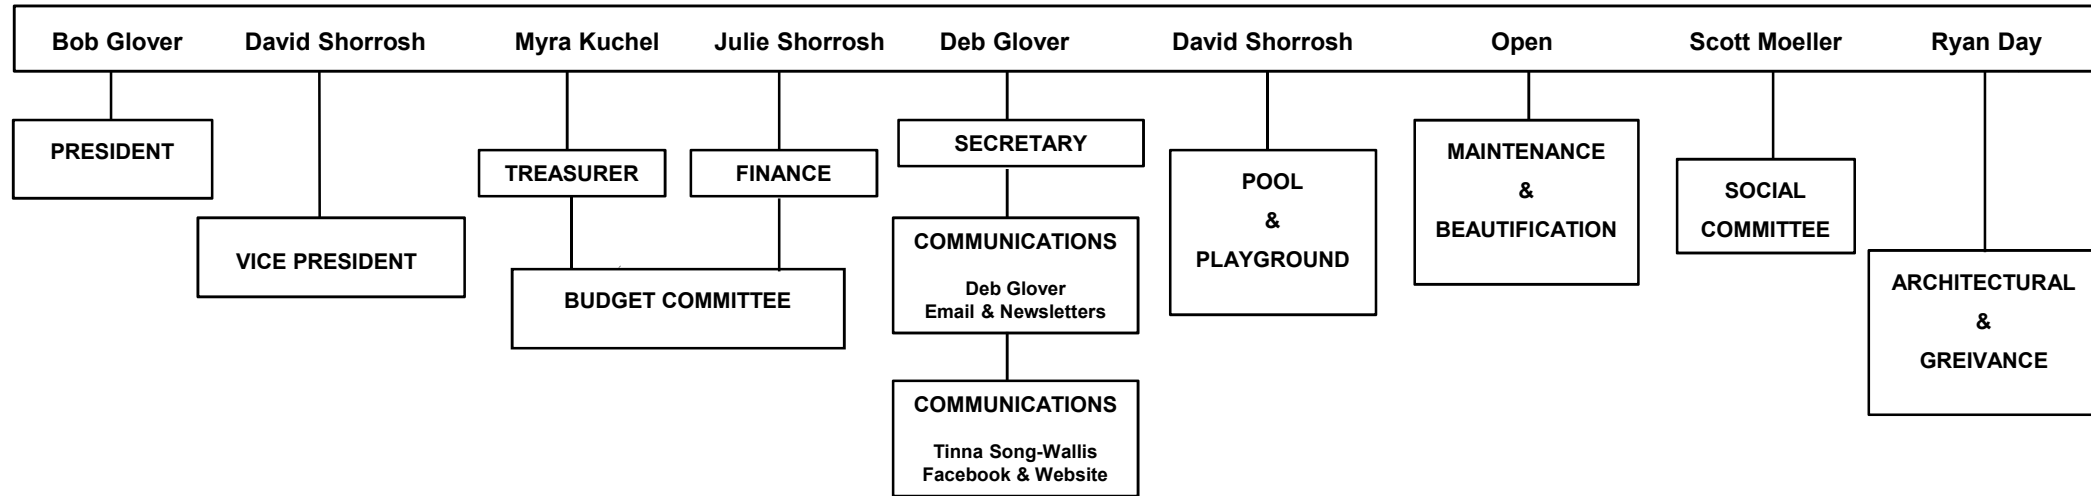 Bob Glover David Shorrosh Myra Kuchel Julie Shorrosh Deb Glover David Shorrosh Open Scott Moeller Ryan Day
PRESIDENT
VICE PRESIDENT
TREASURER
FINANCE
BUDGET COMMITTEE
SECRETARY
COMMUNICATIONS
Deb Glover
Email & Newsletters
COMMUNICATIONS
Tinna Song-Wallis
Facebook & Website
POOL
&
PLAYGROUND
MAINTENANCE
&
BEAUTIFICATION
SOCIAL
COMMITTEE
ARCHITECTURAL
&
GREIVANCE